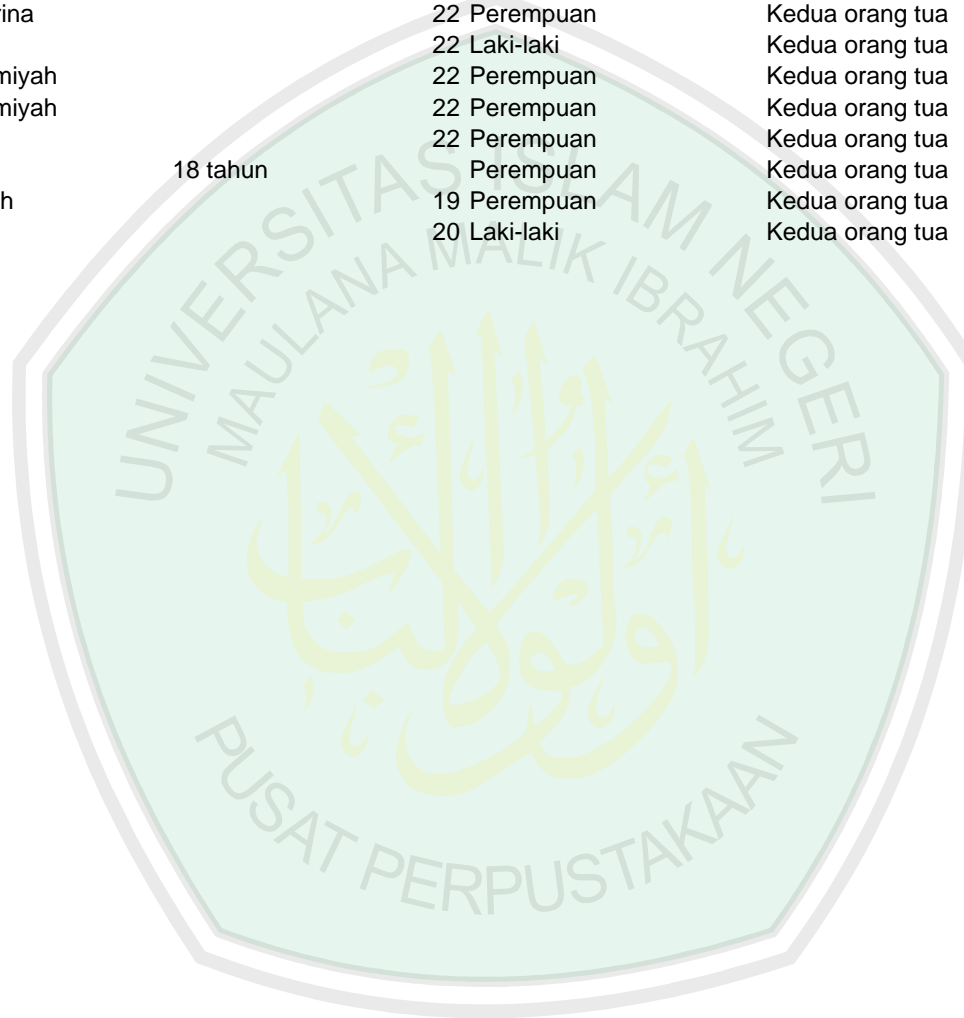 rina 22 Perempuan Kedua orang tua
22 Laki-laki Kedua orang tua
miyah 22 Perempuan Kedua orang tua
miyah 22 Perempuan Kedua orang tua
22 Perempuan Kedua orang tua
18 tahun Perempuan Kedua orang tua
h 19 Perempuan Kedua orang tua
20 Laki-laki Kedua orang tua
UNIVERSITAS ISLAM NEGERI
MAULANA MALIK IBRAHIM
أولوا الألباب
PUSAT PERPUSTAKAAN